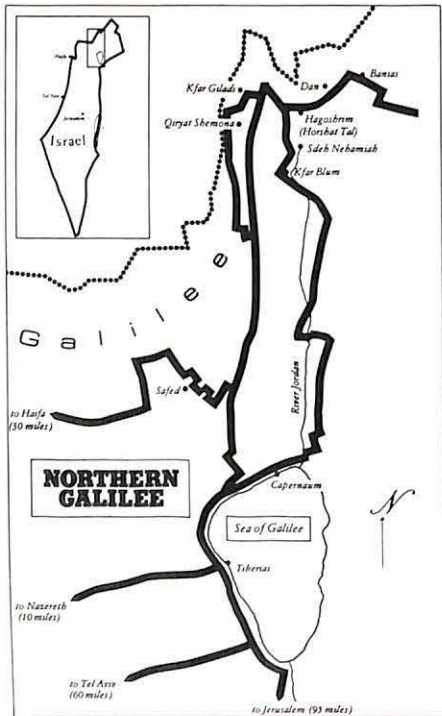 Haifa
Tel Aviv
Jerusalem
Israel
Kfar Giladi
Dan
Banias
Qiryat Shemona
Hagoshrim
(Horshat Tal)
Sdeh Nehamiah
Kfar Blum
Galilee
Safed
River Jordan
to Haifa
(30 miles)
NORTHERN
GALILEE
Capernaum
Sea of Galilee
N
Tiberias
to Nazereth
(10 miles)
to Tel Aviv
(60 miles)
to Jerusalem (95 miles)